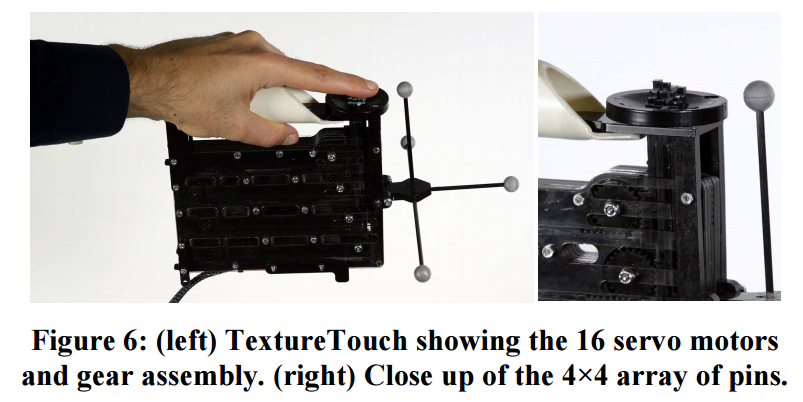 Figure 6: (left) TextureTouch showing the 16 servo motors
and gear assembly. (right) Close up of the 4×4 array of pins.